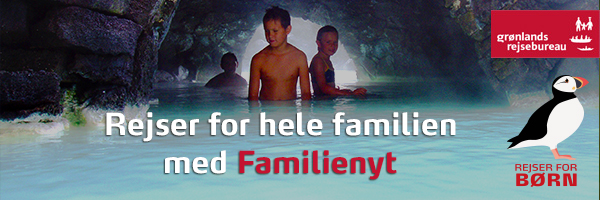 grønlands
rejsebureau
Rejser for hele familien
med Familienyt
REJSER FOR
BØRN